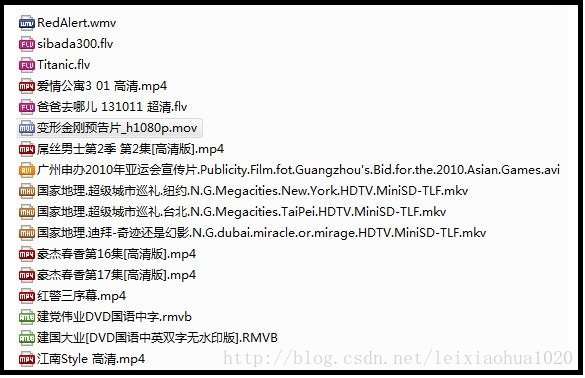 RedAlert.wmv
sibada300.flv
Titanic.flv
爱情公寓3 01 高清.mp4
爸爸去哪儿 131011 超清.flv
变形金刚预告片_h1080p.mov
屌丝男士第2季 第2集[高清版].mp4
广州申办2010年亚运会宣传片.Publicity.Film.fot.Guangzhou's.Bid.for.the.2010.Asian.Games.avi
国家地理.超级城市巡礼.纽约.N.G.Megacities.New.York.HDTV.MiniSD-TLF.mkv
国家地理.超级城市巡礼.台北.N.G.Megacities.TaiPei.HDTV.MiniSD-TLF.mkv
国家地理.迪拜-奇迹还是幻影.N.G.dubai.miracle.or.mirage.HDTV.MiniSD-TLF.mkv
豪杰春香第16集[高清版].mp4
豪杰春香第17集[高清版].mp4
红警三序幕.mp4
建党伟业DVD国语中字.rmvb
建国大业[DVD国语中英双字无水印版].RMVB
江南Style 高清.mp4
http://blog.csdn.net/leixiaohua1020